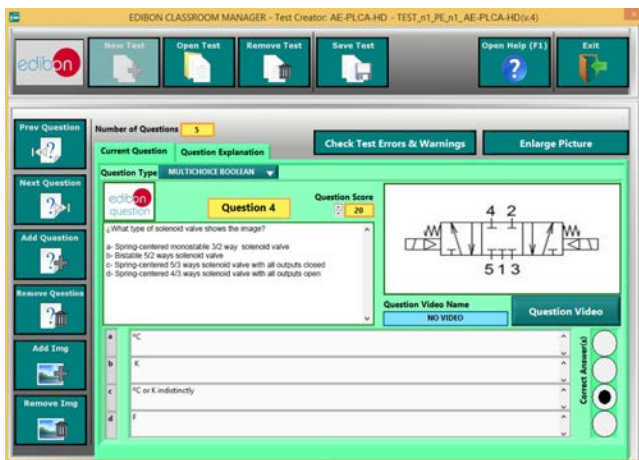 EDIBON CLASSROOM MANAGER - Test Creator: AE-PLCA-HD - TEST_n1_PE_n1_AE-PLCA-HD(v.4)
edibon
New Test
Open Test
Remove Test
Save Test
Open Help (F1)
Exit
Prev Question
Next Question
Add Question
Remove Question
Add Img
Remove Img
Number of Questions 5
Current Question Question Explanation
Check Test Errors & Warnings
Enlarge Picture
Question Type MULTICHOICE BOOLEAN
edibon
question
Question 4
Question Score
20
¿What type of solenoid valve shows the image?
a- Spring-centered monostable 3/2 way solenoid valve
b- Bistable 5/2 ways solenoid valve
c- Spring-centered 5/3 ways solenoid valve with all outputs closed
d- Spring-centered 4/3 ways solenoid valve with all outputs open
4 2
5 1 3
Question Video Name
NO VIDEO
Question Video
a ºC
b K
c ºC or K indistinctly
d F
Correct Answer(s)